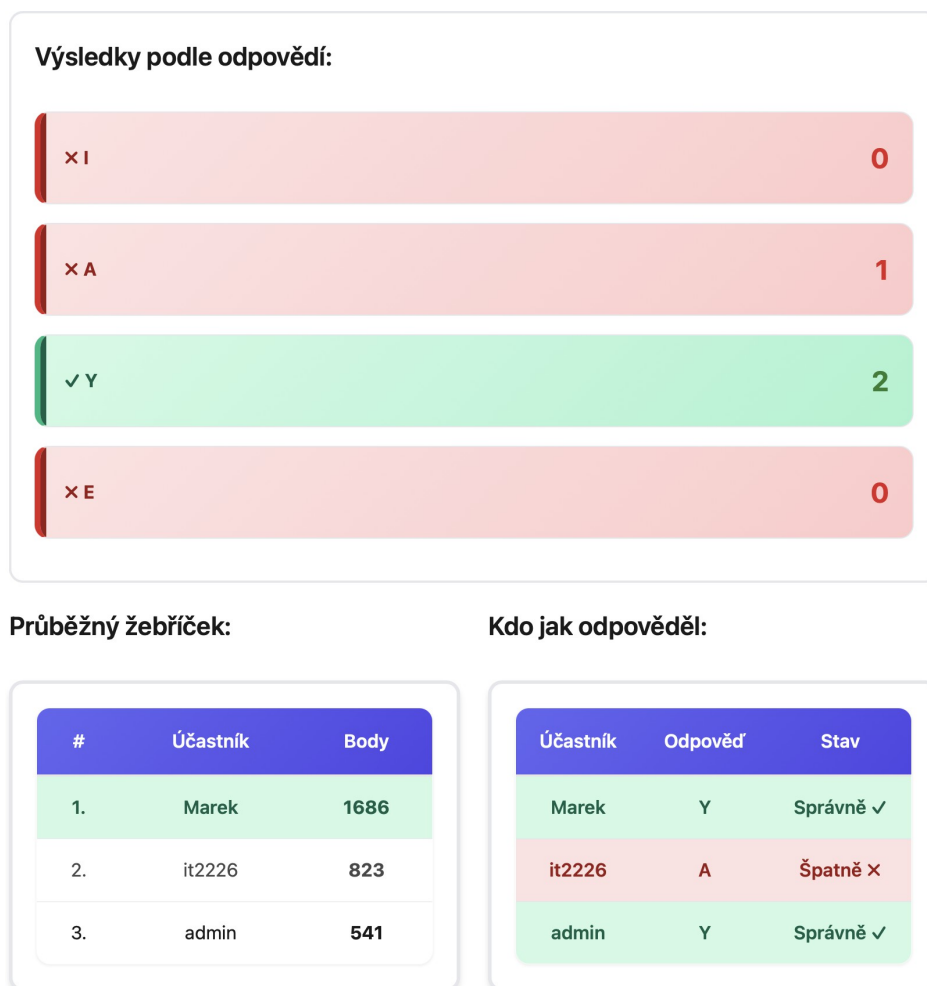 Výsledky podle odpovědí:
✕ I 0
✕ A 1
✓ Y 2
✕ E 0
Průběžný žebříček:
# Účastník Body
1. Marek 1686
2. it2226 823
3. admin 541
Kdo jak odpověděl:
Účastník Odpověď Stav
Marek Y Správně ✓
it2226 A Špatně ✕
admin Y Správně ✓